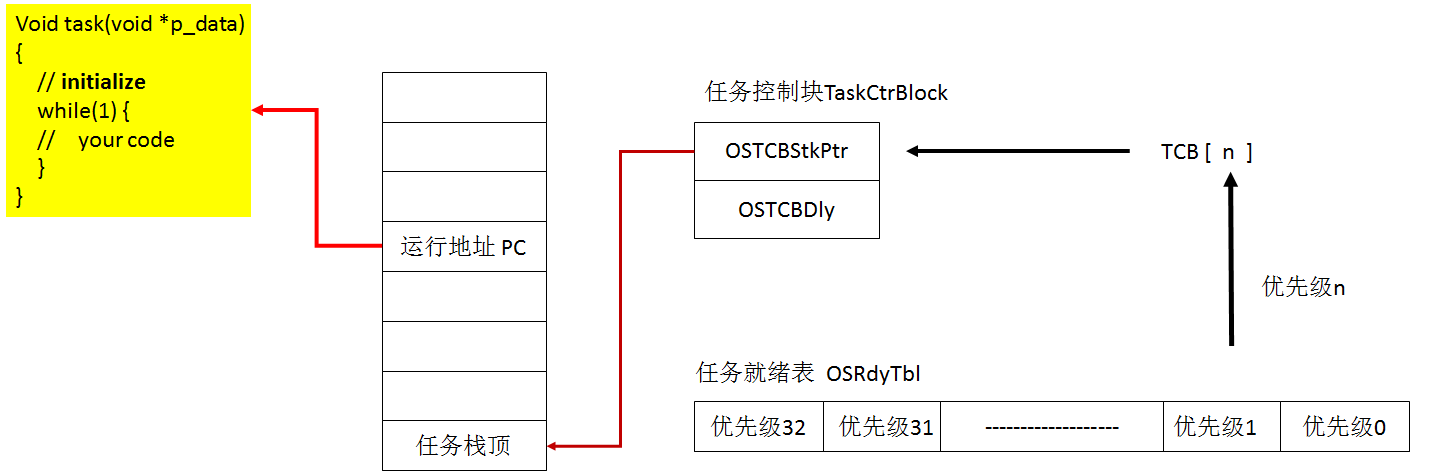 Void task(void *p_data)
{
// initialize
while(1) {
// your code
}
}
运行地址 PC
任务栈顶
任务控制块TaskCtrBlock
OSTCBStkPtr
OSTCBDly
TCB [ n ]
优先级n
任务就绪表 OSRdyTbl
优先级32 优先级31 ------------------- 优先级1 优先级0